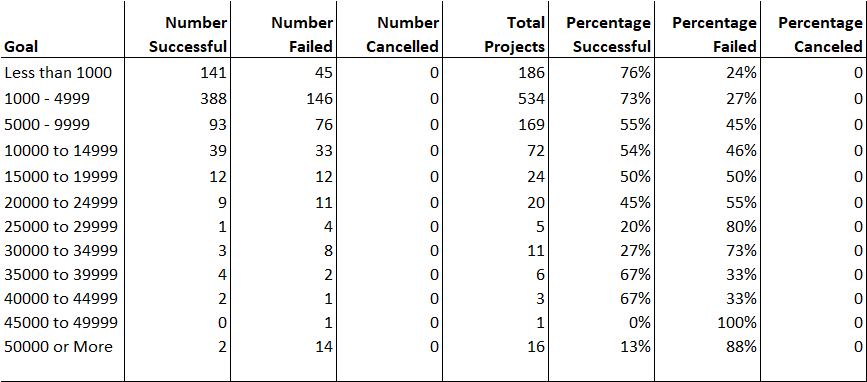 Number Number Number Total Percentage Percentage Percentage
Goal Successful Failed Cancelled Projects Successful Failed Canceled
Less than 1000 141 45 0 186 76% 24% 0
1000 - 4999 388 146 0 534 73% 27% 0
5000 - 9999 93 76 0 169 55% 45% 0
10000 to 14999 39 33 0 72 54% 46% 0
15000 to 19999 12 12 0 24 50% 50% 0
20000 to 24999 9 11 0 20 45% 55% 0
25000 to 29999 1 4 0 5 20% 80% 0
30000 to 34999 3 8 0 11 27% 73% 0
35000 to 39999 4 2 0 6 67% 33% 0
40000 to 44999 2 1 0 3 67% 33% 0
45000 to 49999 0 1 0 1 0% 100% 0
50000 or More 2 14 0 16 13% 88% 0